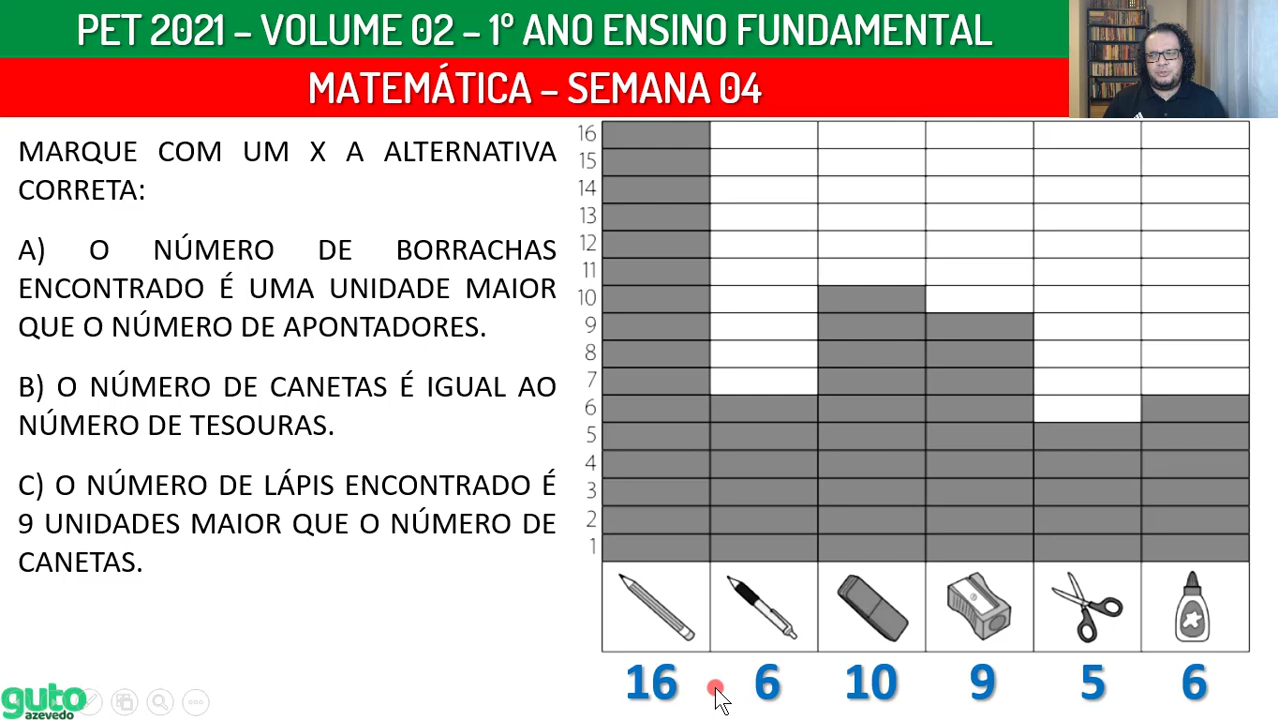 PET 2021 – VOLUME 02 – 1º ANO ENSINO FUNDAMENTAL
MATEMÁTICA – SEMANA 04
MARQUE COM UM X A ALTERNATIVA
CORRETA:
A) O NÚMERO DE BORRACHAS
ENCONTRADO É UMA UNIDADE MAIOR
QUE O NÚMERO DE APONTADORES.
B) O NÚMERO DE CANETAS É IGUAL AO
NÚMERO DE TESOURAS.
C) O NÚMERO DE LÁPIS ENCONTRADO É
9 UNIDADES MAIOR QUE O NÚMERO DE
CANETAS.
16
15
14
13
12
11
10
9
8
7
6
5
4
3
2
1
16 6 10 9 5 6
guto
azevedo